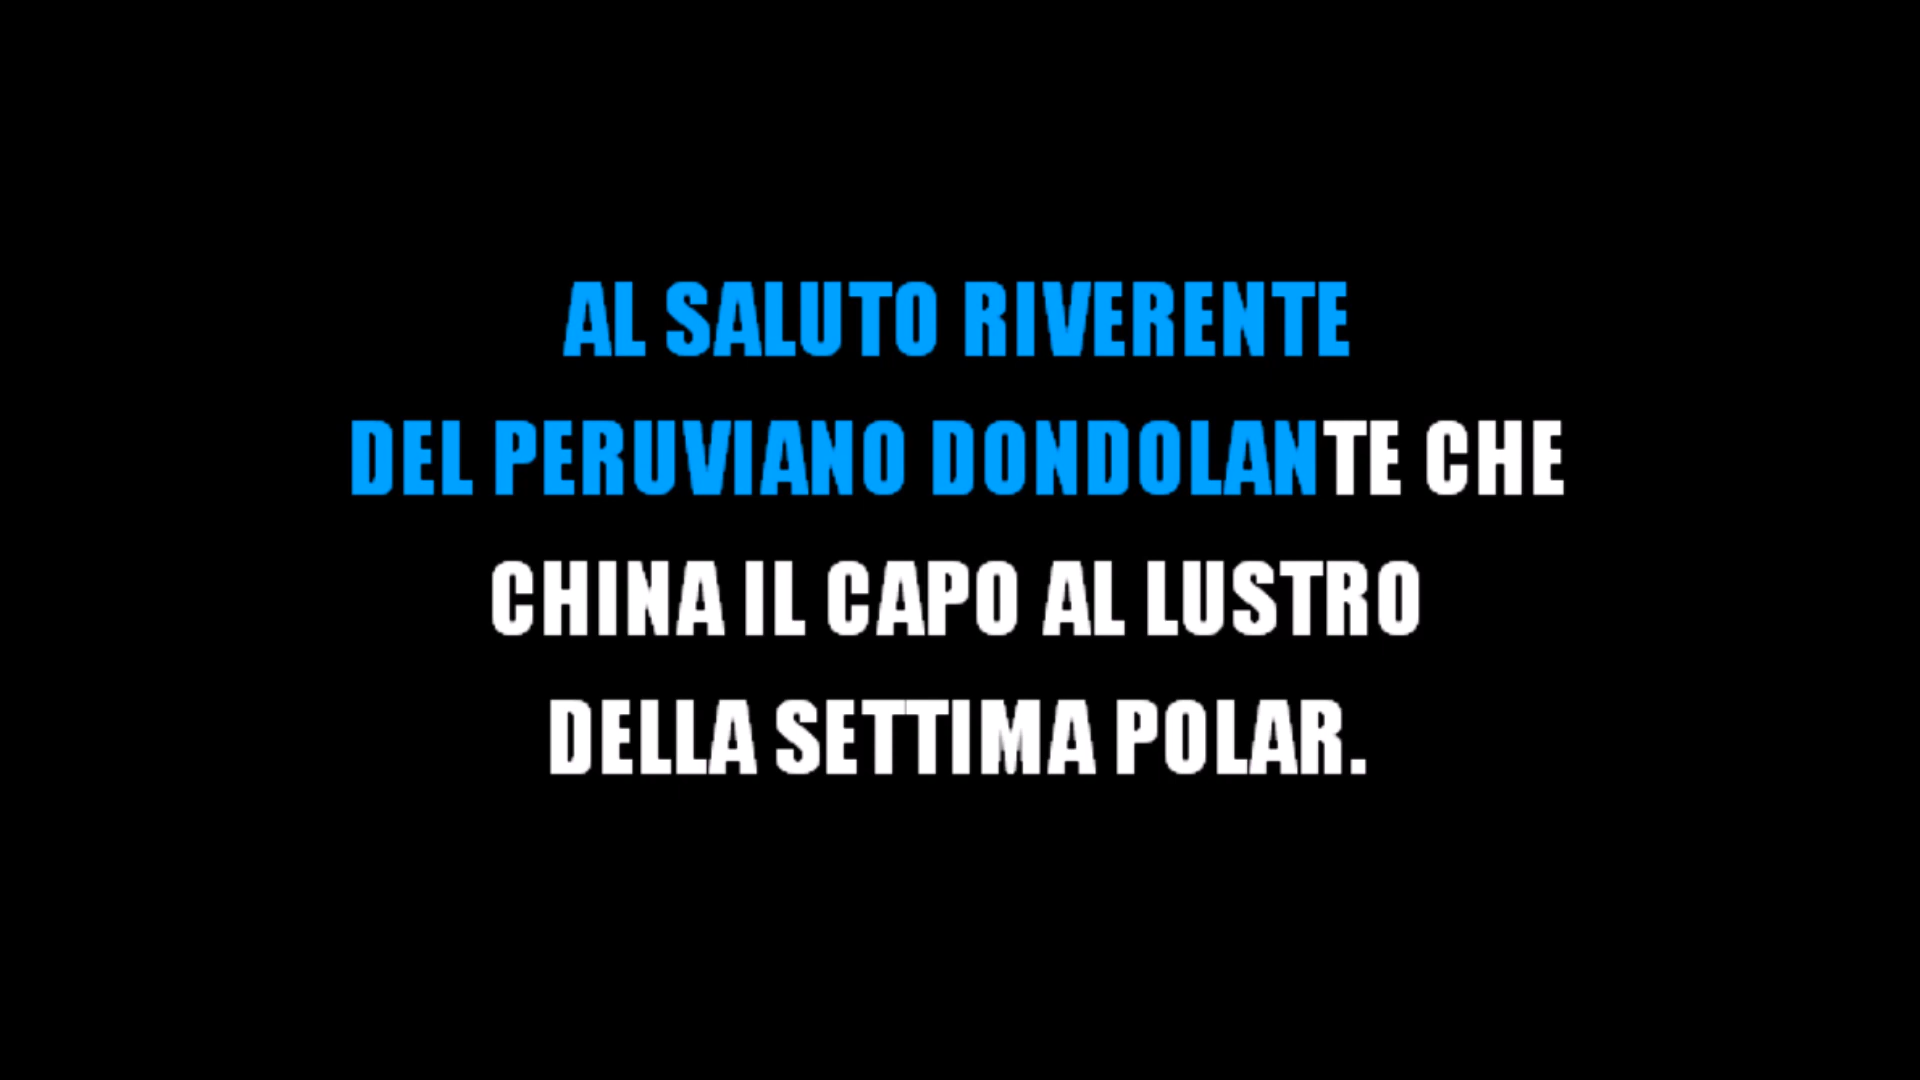 AL SALUTO RIVERENTE
DEL PERUVIANO DONDOLANTE CHE
CHINA IL CAPO AL LUSTRO
DELLA SETTIMA POLAR.